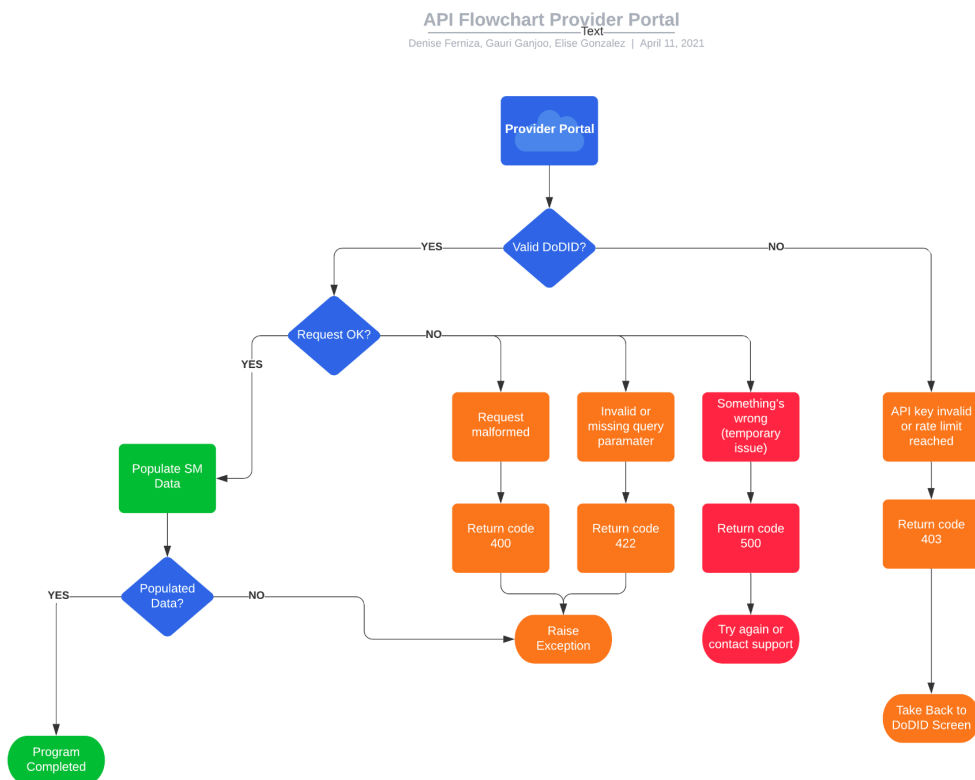 API Flowchart Provider Portal
Text
Denise Ferniza, Gauri Ganjoo, Elise Gonzalez | April 11, 2021
Provider Portal
Valid DoDID?
YES
NO
Request OK?
NO
YES
Request
malformed
Invalid or
missing query
paramater
Something's
wrong
(temporary
issue)
API key invalid
or rate limit
reached
Populate SM
Data
Return code
400
Return code
422
Return code
500
Return code
403
Populated
Data?
YES
NO
Raise
Exception
Try again or
contact support
Take Back to
DoDID Screen
Program
Completed